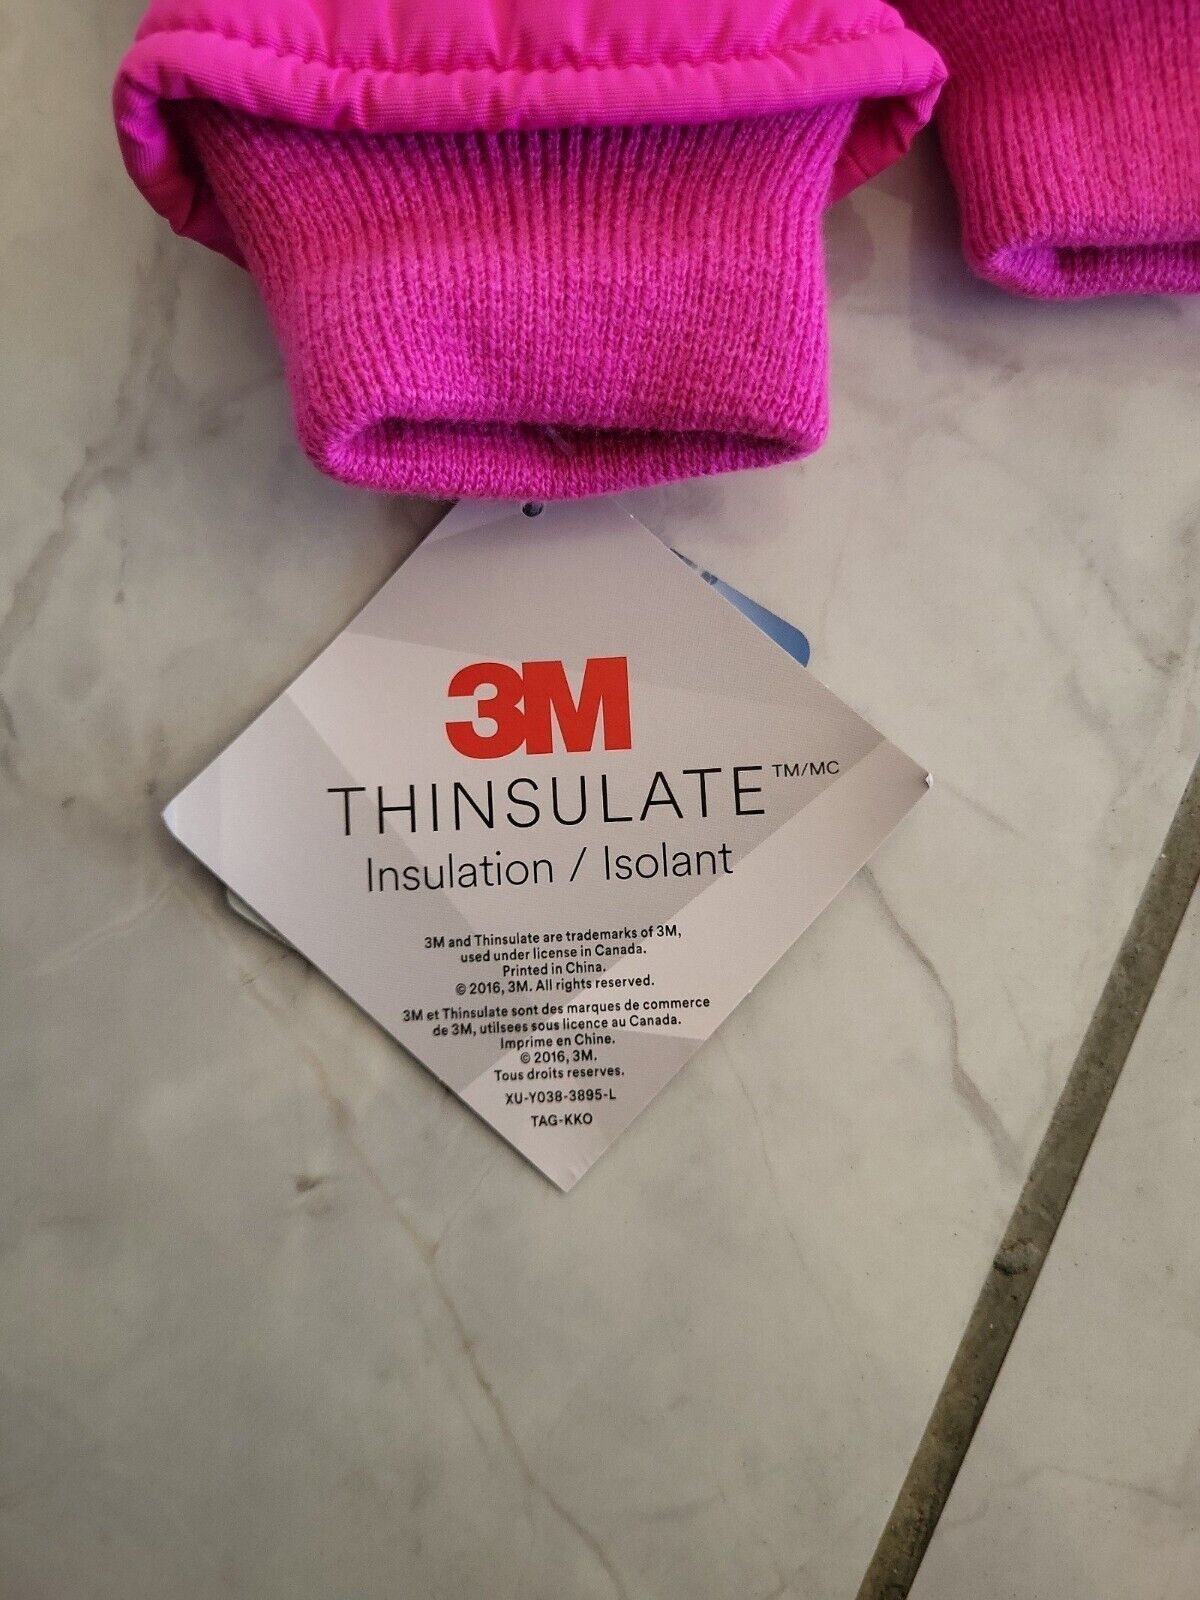 3M
THINSULATE™/MC
Insulation / Isolant
3M and Thinsulate are trademarks of 3M,
used under license in Canada.
Printed in China.
© 2016, 3M. All rights reserved.
3M et Thinsulate sont des marques de commerce
de 3M, utilsees sous licence au Canada.
Imprime en Chine.
© 2016, 3M.
Tous droits reserves.
XU-Y038-3895-L
TAG-KKO